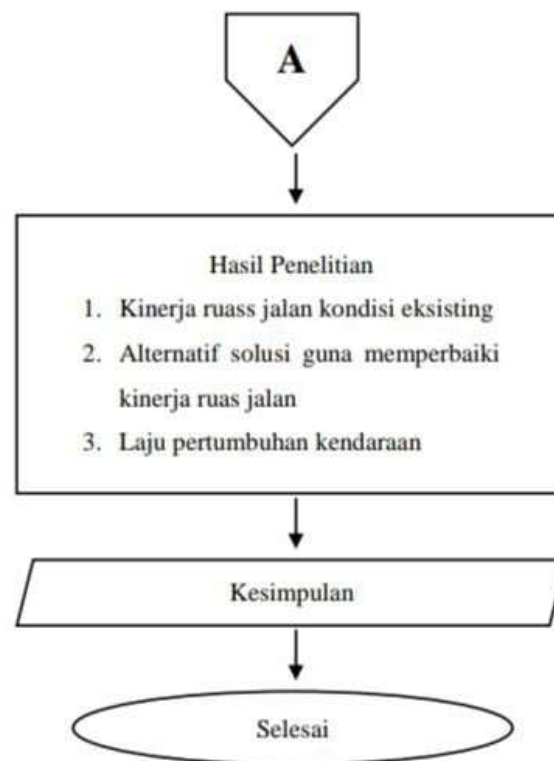 A
Hasil Penelitian
1. Kinerja ruass jalan kondisi eksisting
2. Alternatif solusi guna memperbaiki
kinerja ruas jalan
3. Laju pertumbuhan kendaraan
Kesimpulan
Selesai